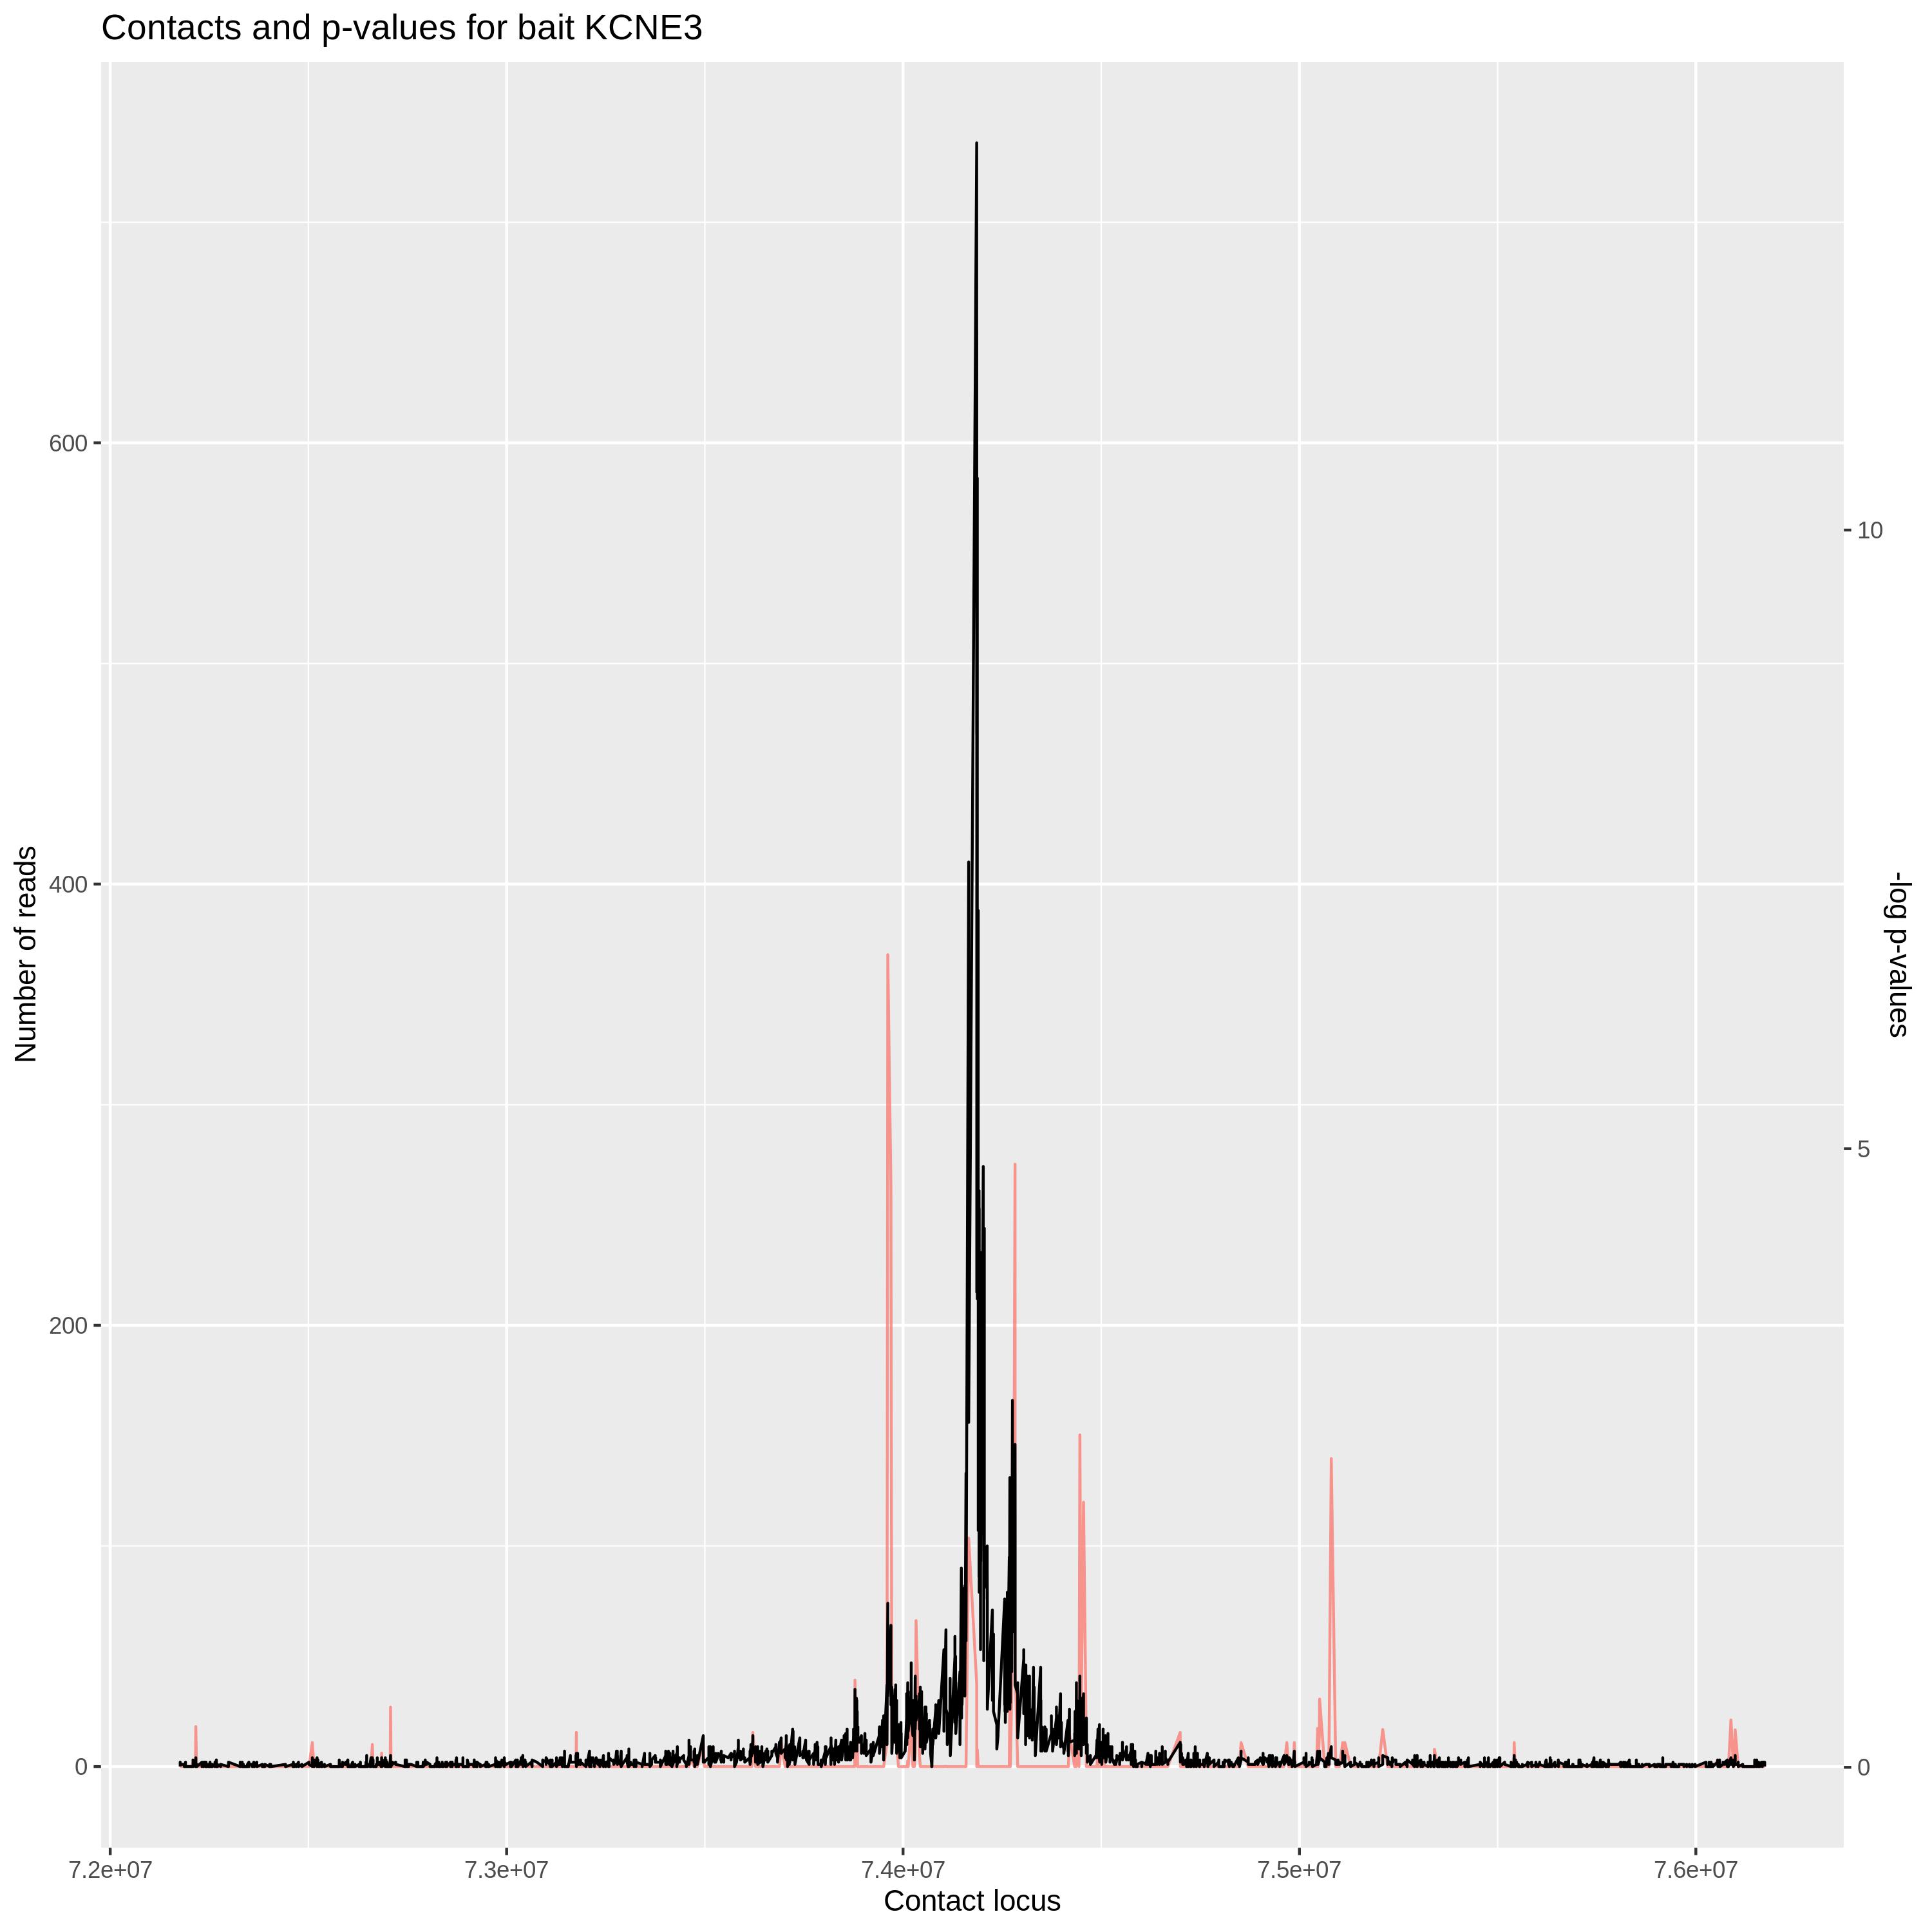 Contacts and p-values for bait KCNE3
Number of reads
600
400
200
0
10
5
0
-log p-values
7.2e+07 7.3e+07 7.4e+07 7.5e+07 7.6e+07
Contact locus